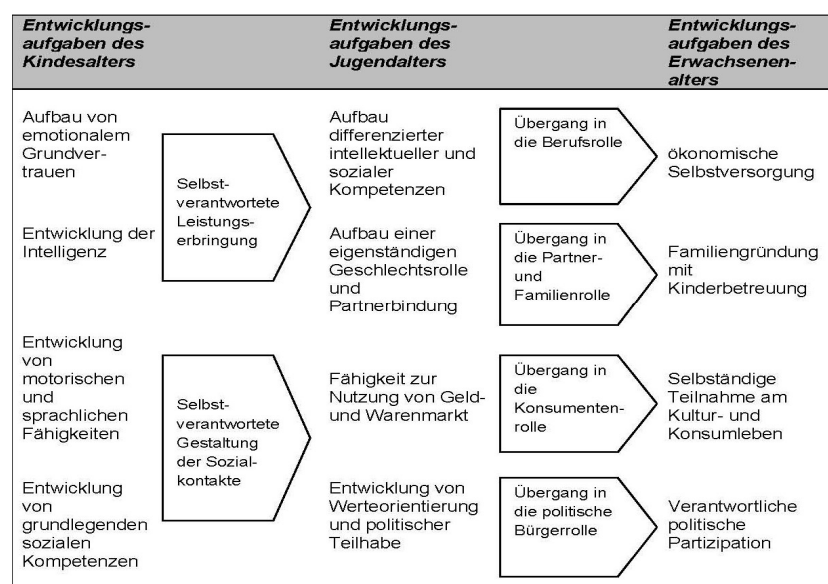 Entwicklungs-
aufgaben des
Kindesalters
Entwicklungs-
aufgaben des
Jugendalters
Entwicklungs-
aufgaben des
Erwachsenen-
alters
Aufbau von
emotionalem
Grundver-
trauen
Entwicklung der
Intelligenz
Selbst-
verantwortete
Leistungs-
erbringung
Aufbau
differenzierter
intellektueller und
sozialer
Kompetenzen
Übergang in
die Berufsrolle
ökonomische
Selbstversorgung
Aufbau einer
eigenständigen
Geschlechtsrolle
und
Partnerbindung
Übergang in
die Partner-
und
Familienrolle
Familiengründung
mit
Kinderbetreuung
Entwicklung
von
motorischen
und
sprachlichen
Fähigkeiten
Entwicklung
von
grundlegenden
sozialen
Kompetenzen
Selbst-
verantwortete
Gestaltung
der Sozial-
kontakte
Fähigkeit zur
Nutzung von Geld-
und Warenmarkt
Übergang in
die
Konsumenten-
rolle
Selbständige
Teilnahme am
Kultur- und
Konsumleben
Entwicklung von
Werteorientierung
und politischer
Teilhabe
Übergang in
die politische
Bürgerrolle
Verantwortliche
politische
Partizipation